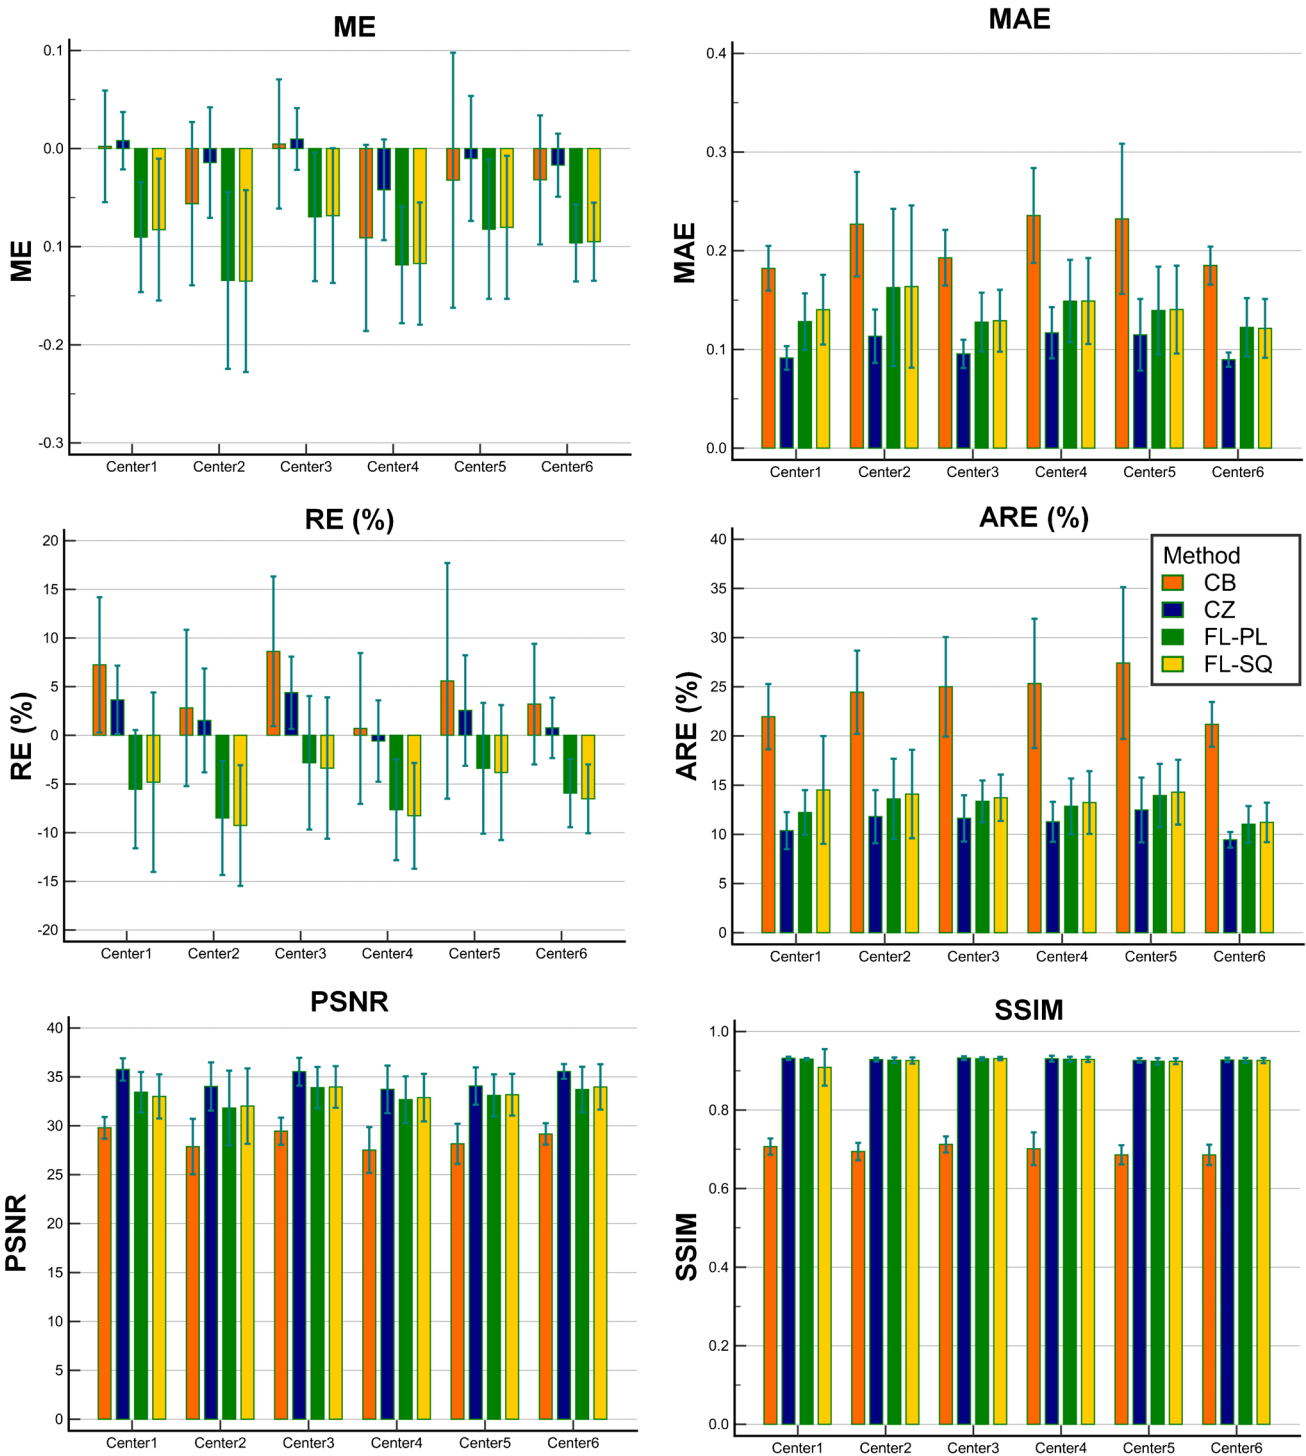 ME
ME
0.1
0.0
0.1
-0.2
-0.3
Center1 Center2 Center3 Center4 Center5 Center6
MAE
MAE
0.4
0.3
0.2
0.1
0.0
Center1 Center2 Center3 Center4 Center5 Center6
RE (%)
RE (%)
20
15
10
5
0
-5
-10
-15
-20
Center1 Center2 Center3 Center4 Center5 Center6
ARE (%)
ARE (%)
40
35
30
25
20
15
10
5
0
Center1 Center2 Center3 Center4 Center5 Center6
Method
CB
CZ
FL-PL
FL-SQ
PSNR
PSNR
40
35
30
25
20
15
10
5
0
Center1 Center2 Center3 Center4 Center5 Center6
SSIM
SSIM
1.0
0.8
0.6
0.4
0.2
0.0
Center1 Center2 Center3 Center4 Center5 Center6